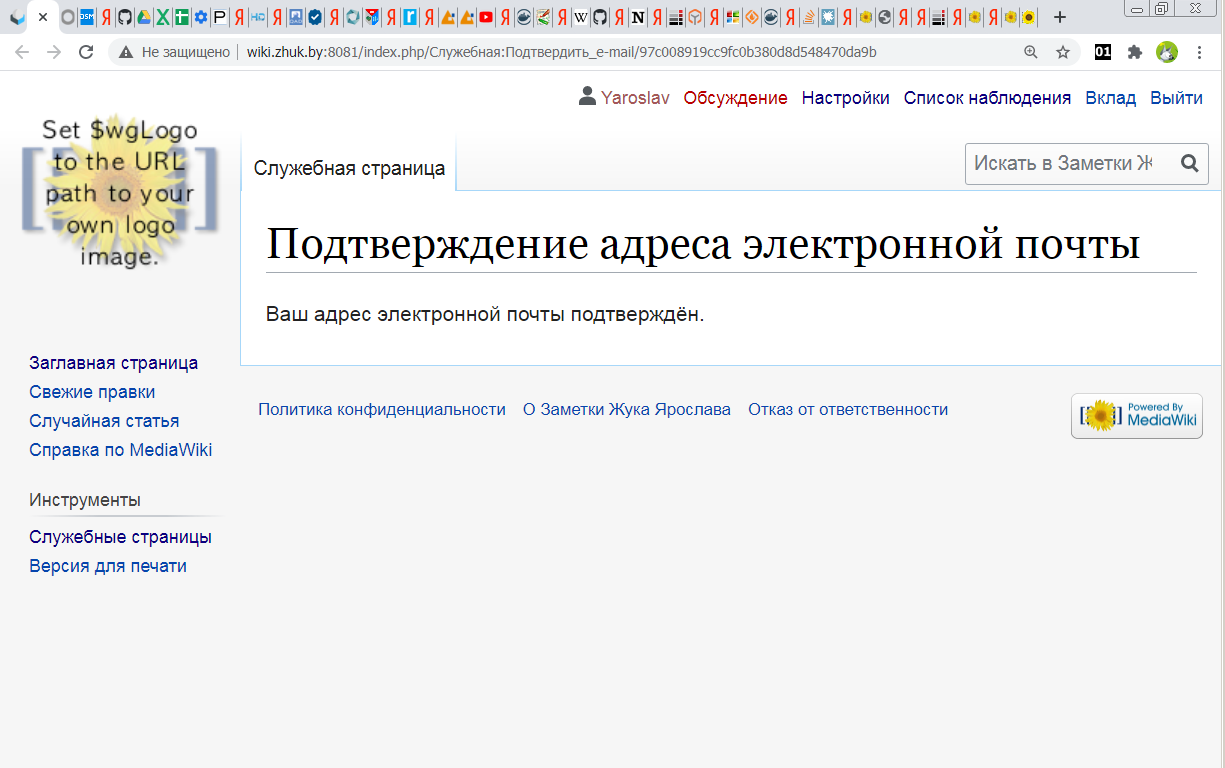 Не защищено
wiki.zhuk.by:8081/index.php/Служебная:Подтвердить_e-mail/97c008919cc9fc0b380d8d548470da9b
01
Yaroslav Обсуждение Настройки Список наблюдения Вклад Выйти
Set $wgLogo
to the URL
path to your
own logo
image.
Служебная страница
Искать в Заметки Ж
Подтверждение адреса электронной почты
Ваш адрес электронной почты подтверждён.
Заглавная страница
Свежие правки
Случайная статья
Справка по MediaWiki
Инструменты
Служебные страницы
Версия для печати
Политика конфиденциальности О Заметки Жука Ярослава Отказ от ответственности
Powered By
MediaWiki